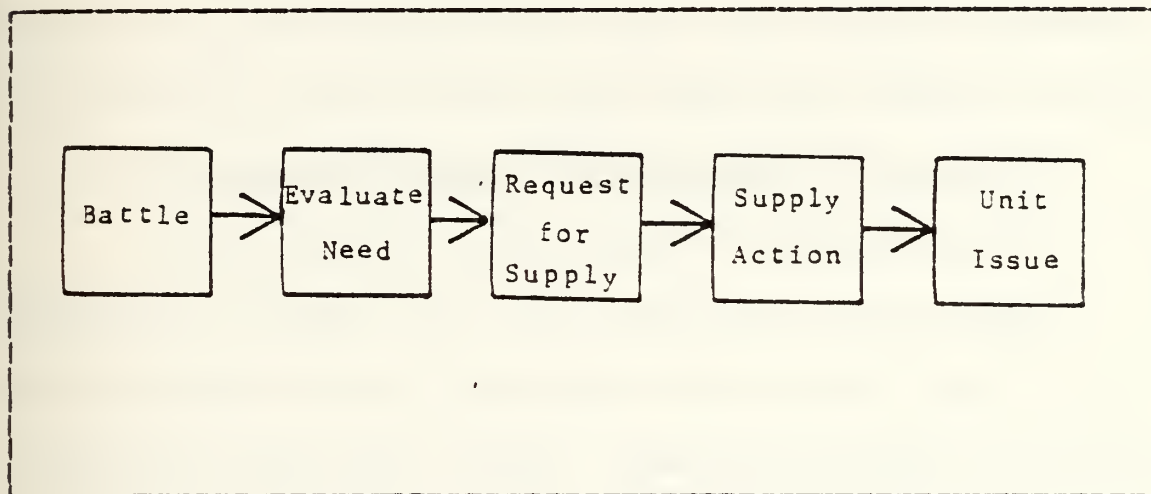 Battle
Evaluate
Need
Request
for
Supply
Supply
Action
Unit
Issue